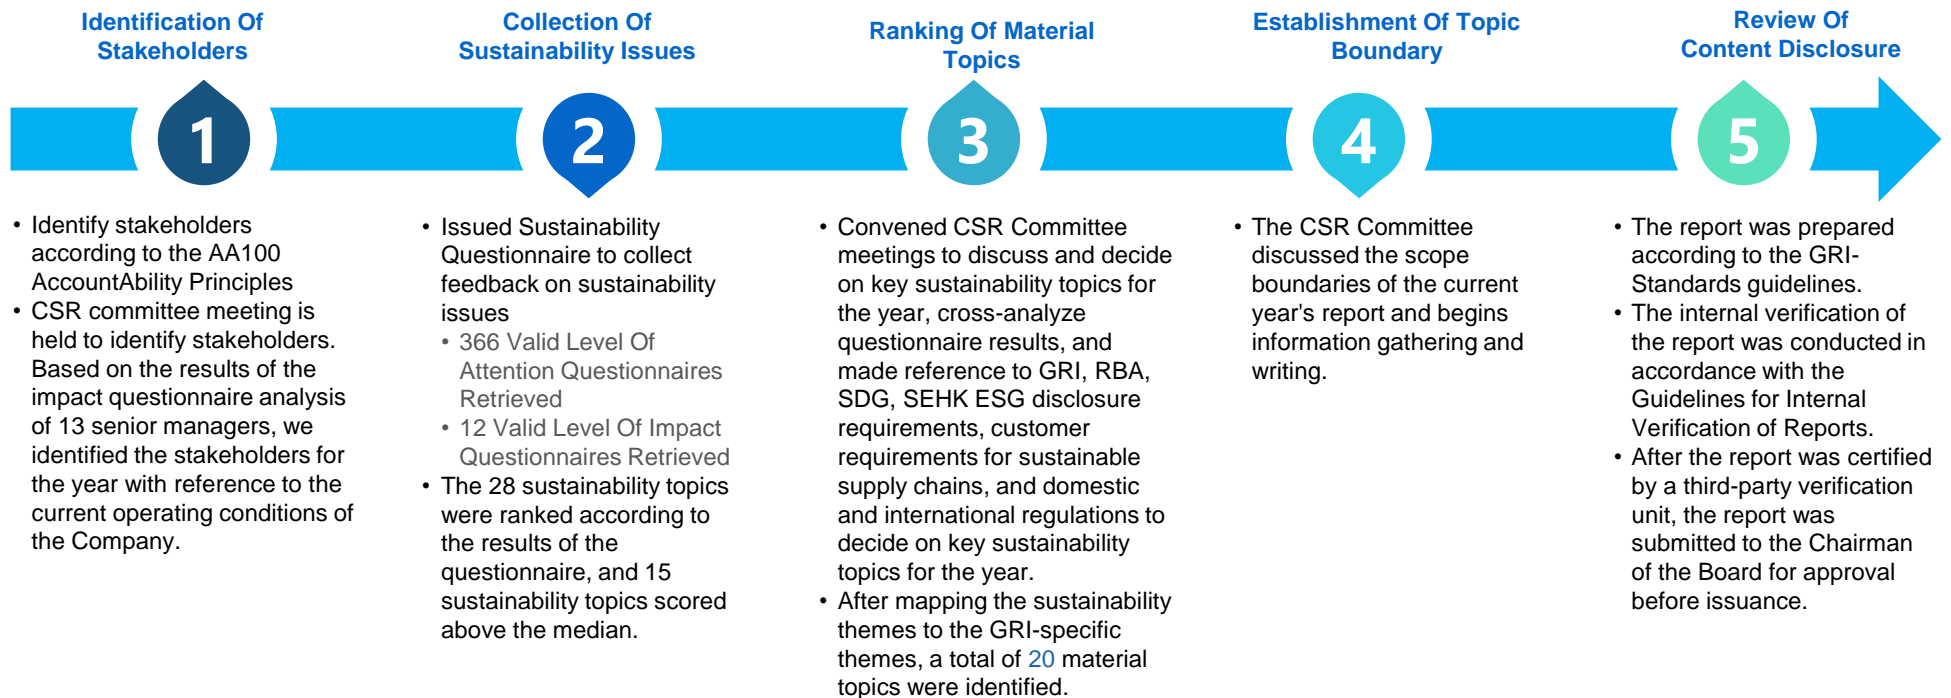 Identification Of
Stakeholders
1
• Identify stakeholders
according to the AA100
AccountAbility Principles
• CSR committee meeting is
held to identify stakeholders.
Based on the results of the
impact questionnaire analysis
of 13 senior managers, we
identified the stakeholders for
the year with reference to the
current operating conditions of
the Company.
Collection Of
Sustainability Issues
2
• Issued Sustainability
Questionnaire to collect
feedback on sustainability
issues
• 366 Valid Level Of
Attention Questionnaires
Retrieved
• 12 Valid Level Of Impact
Questionnaires Retrieved
• The 28 sustainability topics
were ranked according to
the results of the
questionnaire, and 15
sustainability topics scored
above the median.
Ranking Of Material
Topics
3
• Convened CSR Committee
meetings to discuss and decide
on key sustainability topics for
the year, cross-analyze
questionnaire results, and
made reference to GRI, RBA,
SDG, SEHK ESG disclosure
requirements, customer
requirements for sustainable
supply chains, and domestic
and international regulations to
decide on key sustainability
topics for the year.
• After mapping the sustainability
themes to the GRI-specific
themes, a total of 20 material
topics were identified.
Establishment Of Topic
Boundary
4
• The CSR Committee
discussed the scope
boundaries of the current
year's report and begins
information gathering and
writing.
Review Of
Content Disclosure
5
• The report was prepared
according to the GRI-
Standards guidelines.
• The internal verification of
the report was conducted in
accordance with the
Guidelines for Internal
Verification of Reports.
• After the report was certified
by a third-party verification
unit, the report was
submitted to the Chairman
of the Board for approval
before issuance.